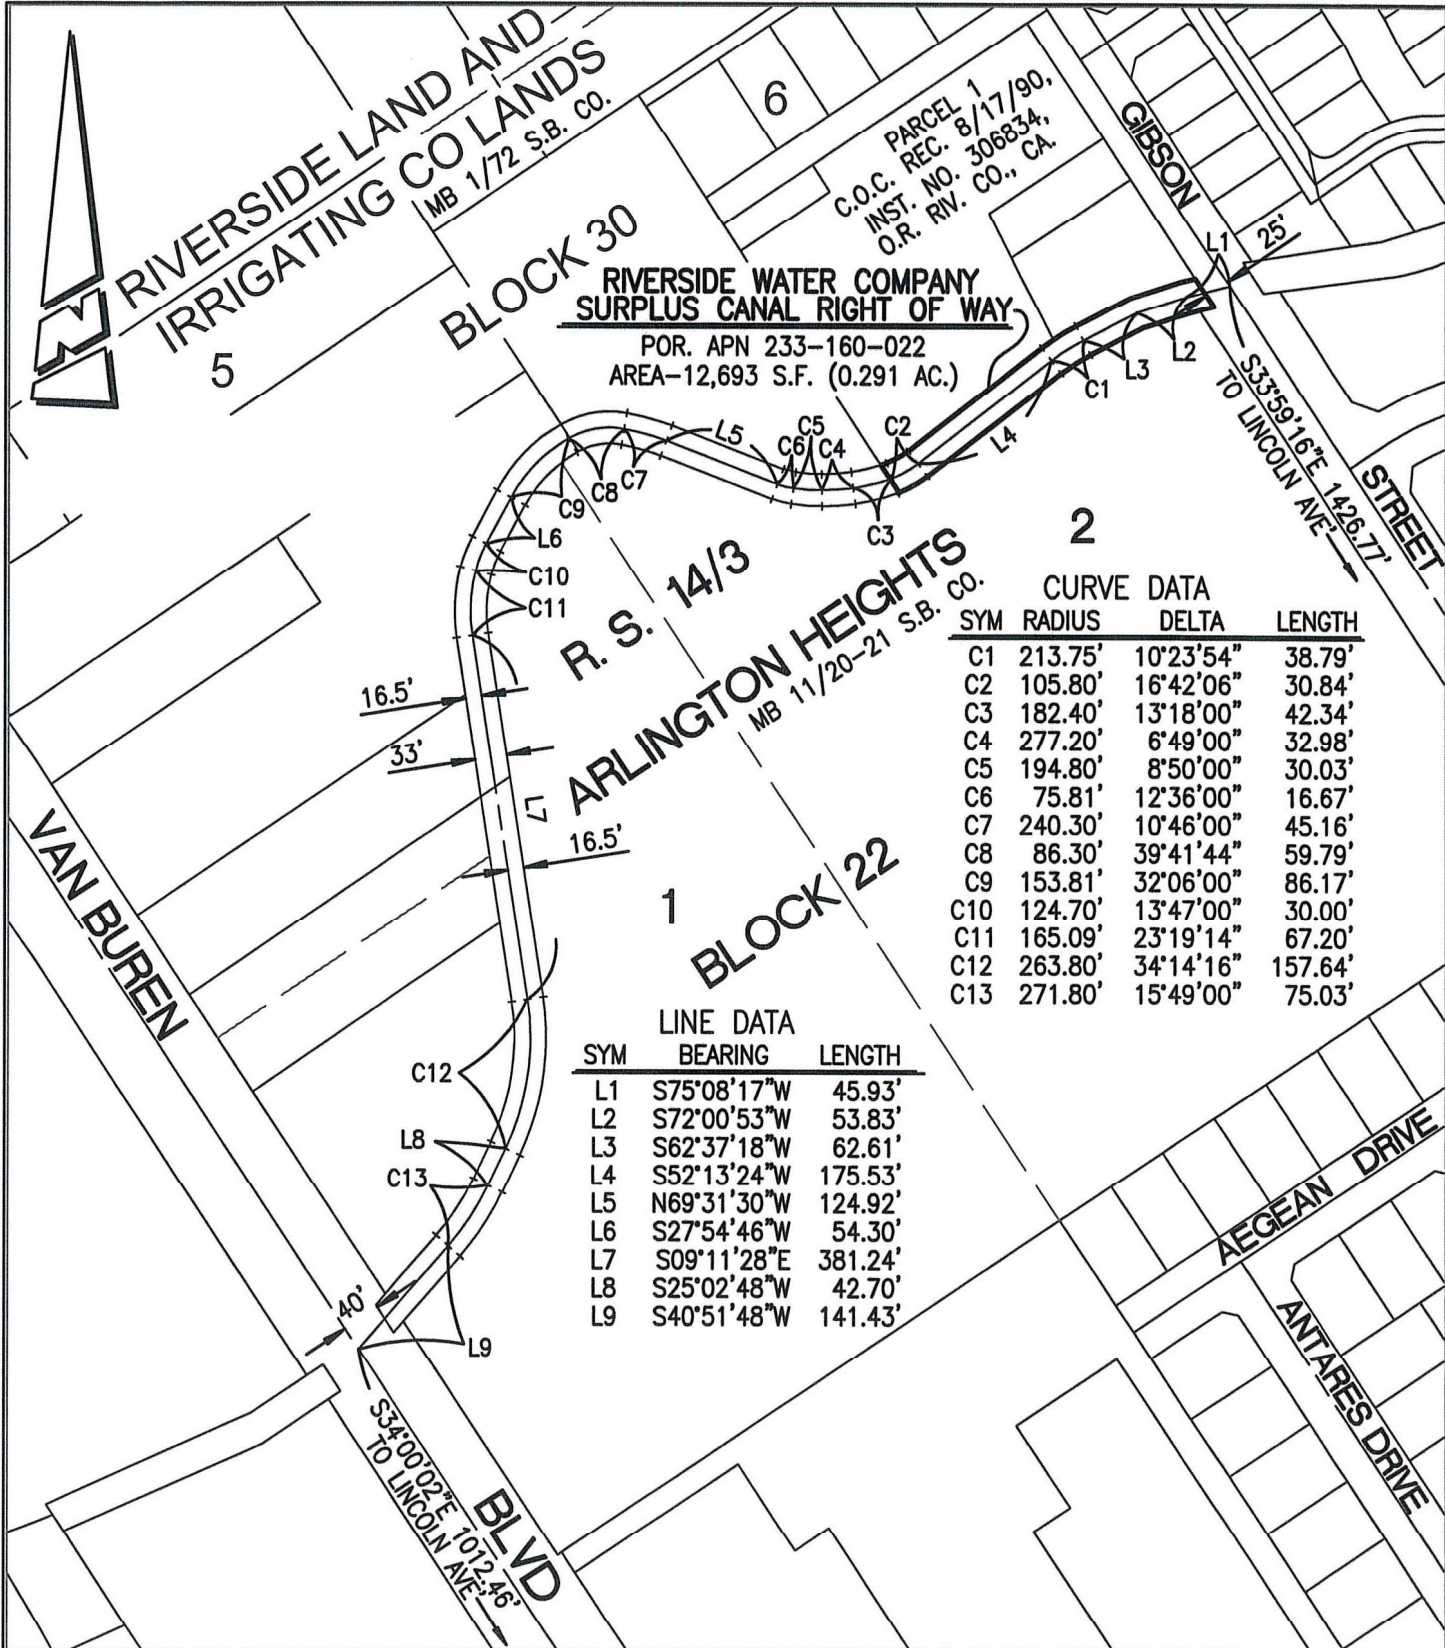 RIVERSIDE LAND AND
IRRIGATING CO LANDS
MB 1/72 S.B. CO.
5
BLOCK 30
6
PARCEL 1
C.O.C. REC. 8/17/90,
INST. NO. 306834,
O.R. RIV. CO., CA.
GIBSON
STREET
L1
25'
RIVERSIDE WATER COMPANY
SURPLUS CANAL RIGHT OF WAY
POR. APN 233-160-022
AREA-12,693 S.F. (0.291 AC.)
L2
L3
C1
L4
S33°59'16"E 1426.77'
TO LINCOLN AVE.
C2
C3
C4
C5
C6
L5
C7
C8
C9
L6
C10
C11
2
R. S. 14/3
ARLINGTON HEIGHTS
MB 11/20-21 S.B. CO.
16.5'
33'
L7
16.5'
1
BLOCK 22
VAN BUREN
BLVD
CURVE DATA
SYM RADIUS DELTA LENGTH
C1 213.75' 10°23'54" 38.79'
C2 105.80' 16°42'06" 30.84'
C3 182.40' 13°18'00" 42.34'
C4 277.20' 6°49'00" 32.98'
C5 194.80' 8°50'00" 30.03'
C6 75.81' 12°36'00" 16.67'
C7 240.30' 10°46'00" 45.16'
C8 86.30' 39°41'44" 59.79'
C9 153.81' 32°06'00" 86.17'
C10 124.70' 13°47'00" 30.00'
C11 165.09' 23°19'14" 67.20'
C12 263.80' 34°14'16" 157.64'
C13 271.80' 15°49'00" 75.03'
LINE DATA
SYM BEARING LENGTH
L1 S75°08'17"W 45.93'
L2 S72°00'53"W 53.83'
L3 S62°37'18"W 62.61'
L4 S52°13'24"W 175.53'
L5 N69°31'30"W 124.92'
L6 S27°54'46"W 54.30'
L7 S09°11'28"E 381.24'
L8 S25°02'48"W 42.70'
L9 S40°51'48"W 141.43'
C12
L8
C13
40'
L9
S34°00'02"E 1012.46'
TO LINCOLN AVE.
AEGEAN DRIVE
ANTARES DRIVE
N